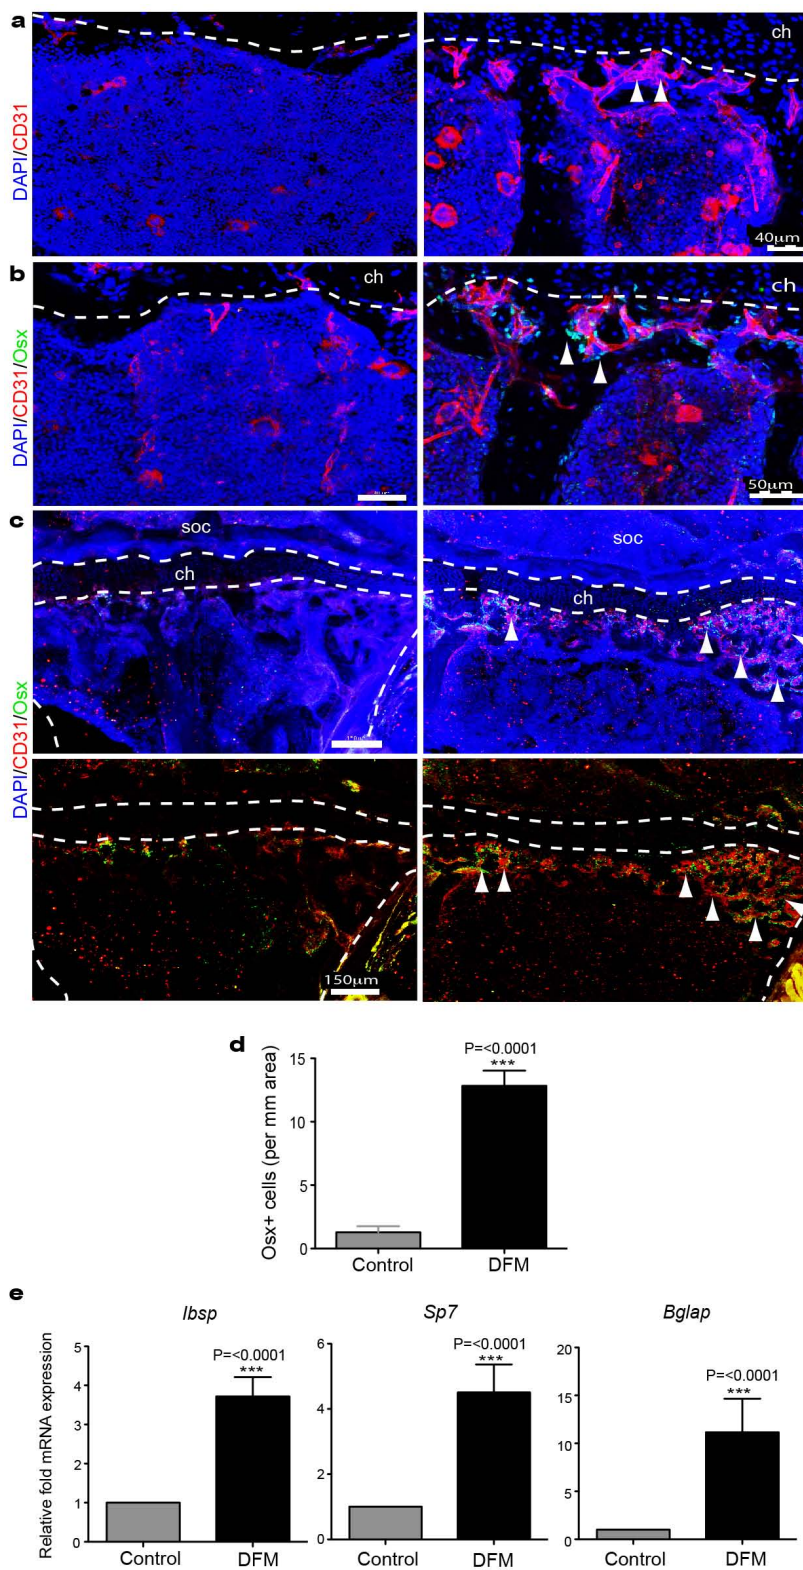 a
DAPI/CD31
ch
40μm
b
DAPI/CD31/Osx
ch
ch
50μm
c
DAPI/CD31/Osx
soc
ch
soc
ch
150μm
d
Osx+ cells (per mm area)
15
10
5
0
P=<0.0001
***
Control
DFM
e
Relative fold mRNA expression
Ibsp
5
4
3
2
1
0
P=<0.0001
***
Control
DFM
Sp7
6
4
2
0
P=<0.0001
***
Control
DFM
Bglap
20
15
10
5
0
P=<0.0001
***
Control
DFM